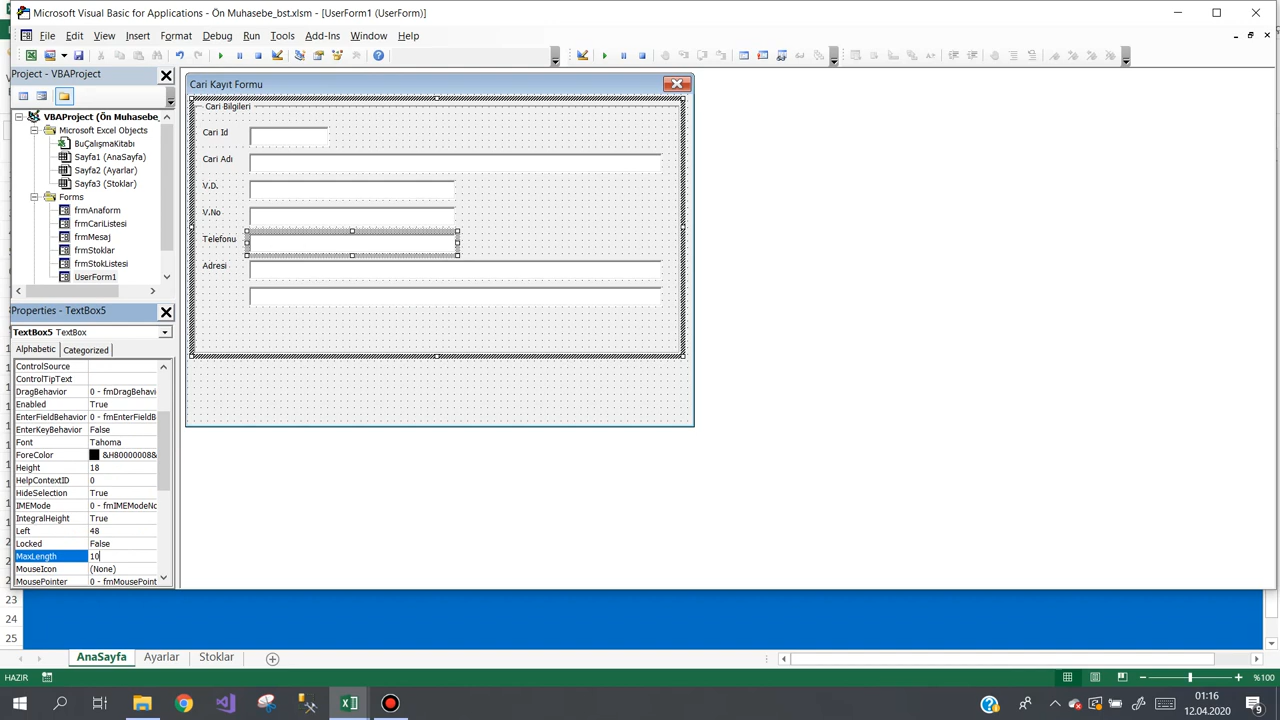 Microsoft Visual Basic for Applications - Ön Muhasebe_bst.xlsm - [UserForm1 (UserForm)]
File Edit View Insert Format Debug Run Tools Add-Ins Window Help
Project - VBAProject
VBAProject (Ön Muhasebe_
Microsoft Excel Objects
BuÇalışmaKitabı
Sayfa1 (AnaSayfa)
Sayfa2 (Ayarlar)
Sayfa3 (Stoklar)
Forms
frmAnaform
frmCariListesi
frmMesaj
frmStoklar
frmStokListesi
UserForm1
Properties - TextBox5
TextBox5 TextBox
Alphabetic Categorized
ControlSource
ControlTipText
DragBehavior 0 - fmDragBehavi
Enabled True
EnterFieldBehavior 0 - fmEnterFieldB
EnterKeyBehavior False
Font Tahoma
ForeColor &H80000008&
Height 18
HelpContextID 0
HideSelection True
IMEMode 0 - fmIMEModeNo
IntegralHeight True
Left 48
Locked False
MaxLength 10
MouseIcon (None)
MousePointer 0 - fmMousePoint
Cari Kayıt Formu
Cari Bilgileri
Cari Id
Cari Adı
V.D.
V.No
Telefonu
Adresi
23
24
25
AnaSayfa Ayarlar Stoklar
HAZIR
%100
01:16
12.04.2020